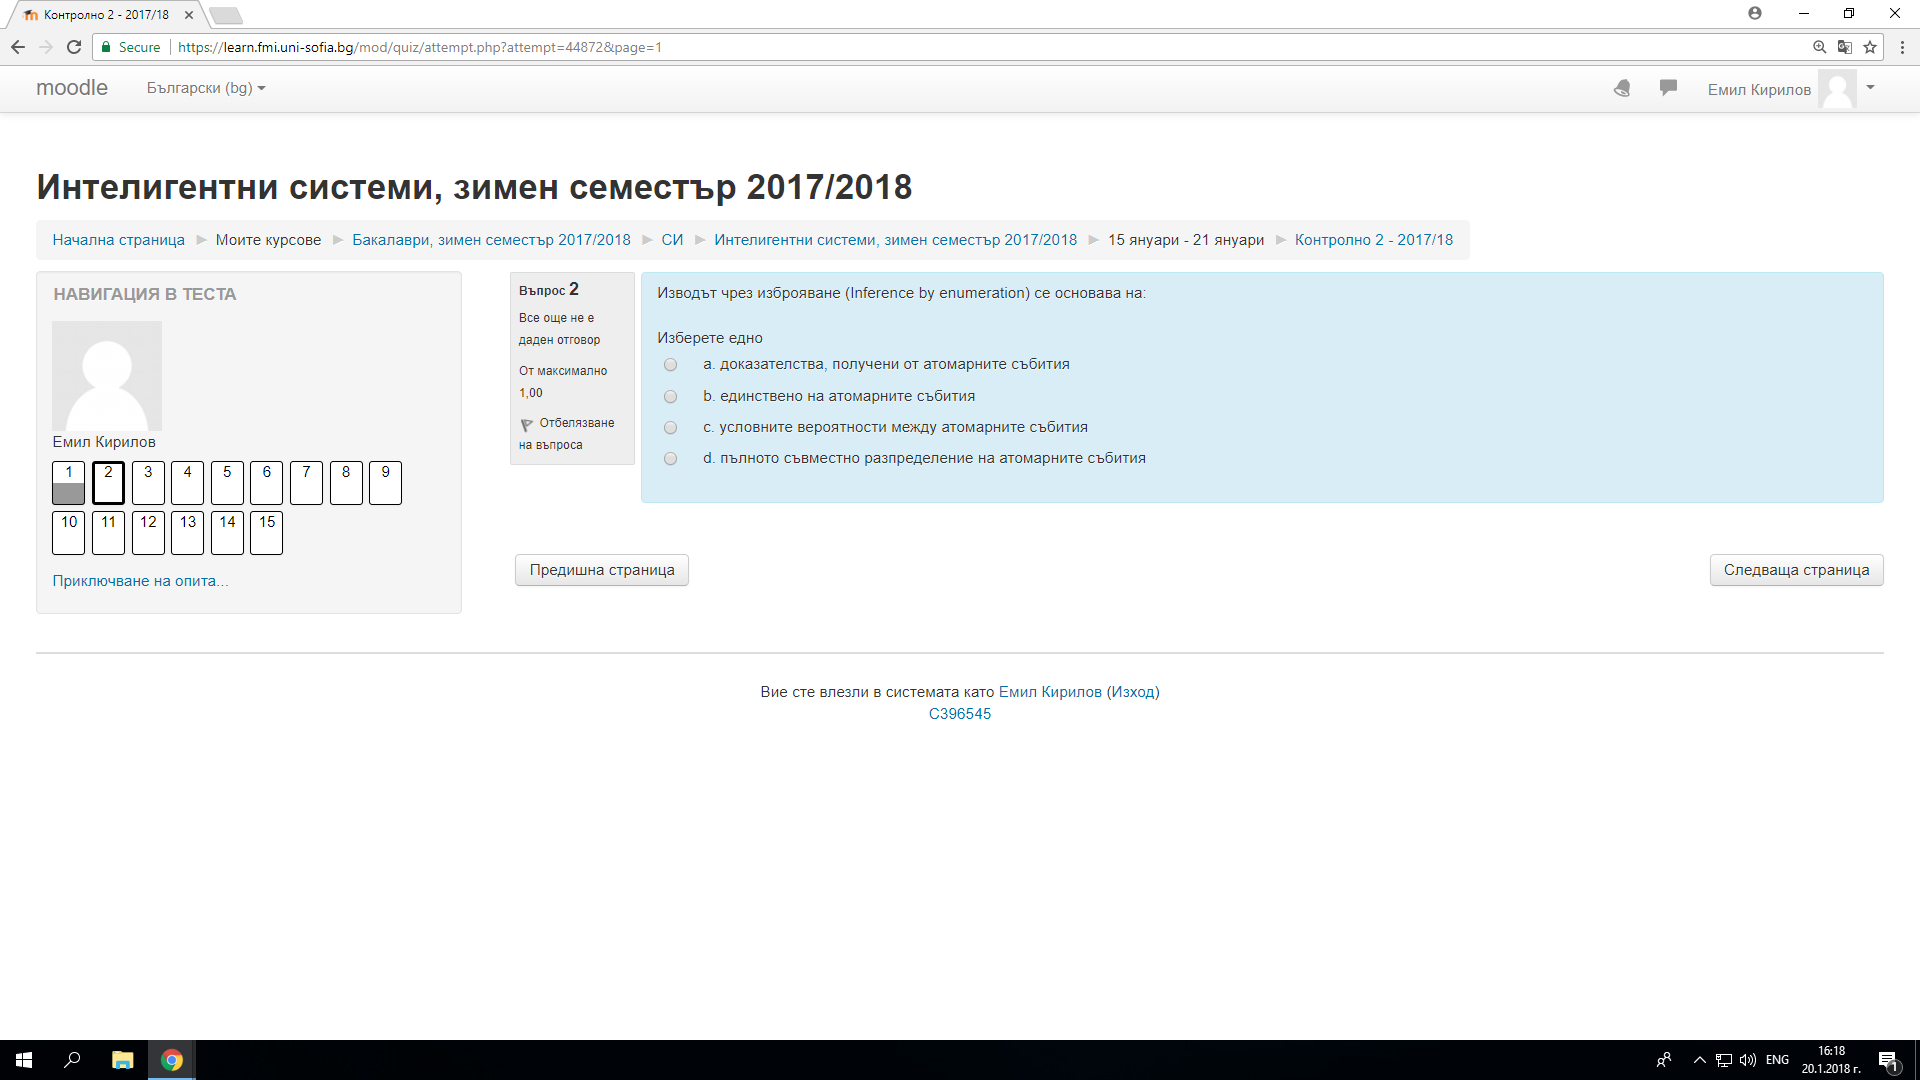 Контролно 2 - 2017/18
Secure
https://learn.fmi.uni-sofia.bg/mod/quiz/attempt.php?attempt=44872&page=1
moodle
Български (bg)
Емил Кирилов
Интелигентни системи, зимен семестър 2017/2018
Начална страница ► Моите курсове ► Бакалаври, зимен семестър 2017/2018 ► СИ ► Интелигентни системи, зимен семестър 2017/2018 ► 15 януари - 21 януари ► Контролно 2 - 2017/18
НАВИГАЦИЯ В ТЕСТА
Емил Кирилов
1 2 3 4 5 6 7 8 9
10 11 12 13 14 15
Приключване на опита...
Въпрос 2
Все още не е
даден отговор
От максимално
1,00
Отбелязване
на въпроса
Изводът чрез изброяване (Inference by enumeration) се основава на:
Изберете едно
a. доказателства, получени от атомарните събития
b. единствено на атомарните събития
c. условните вероятности между атомарните събития
d. пълното съвместно разпределение на атомарните събития
Предишна страница
Следваща страница
Вие сте влезли в системата като Емил Кирилов (Изход)
С396545
ENG
16:18
20.1.2018 г.
1